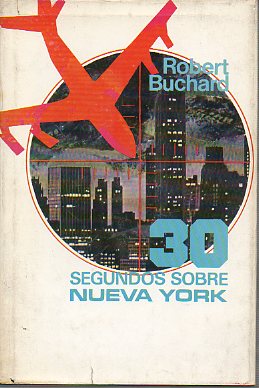 Robert
Buchard
30
SEGUNDOS SOBRE
NUEVA YORK